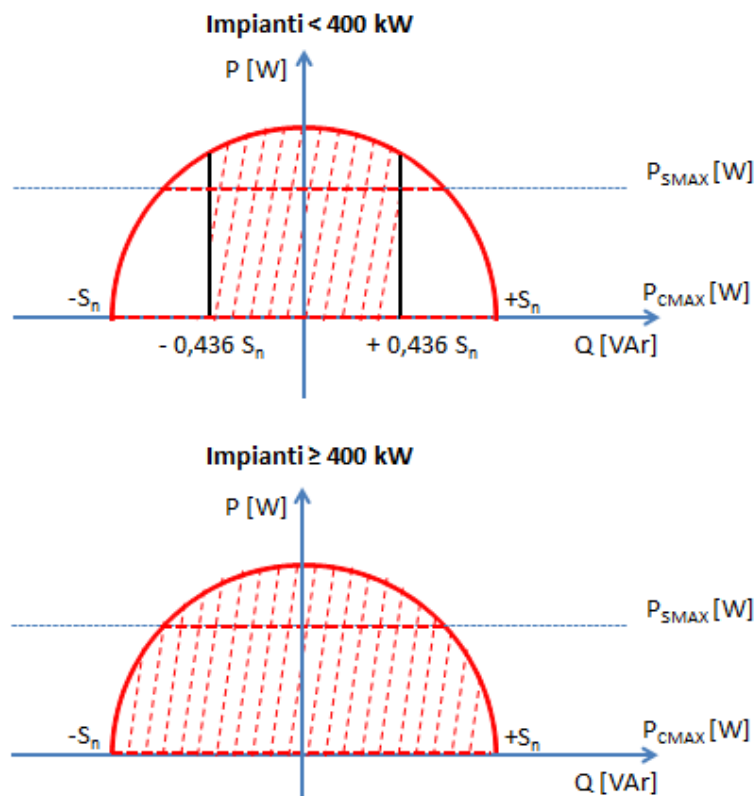 Impianti < 400 kW
P [W]
P_SMAX [W]
-S_n
+S_n
P_CMAX [W]
- 0,436 S_n
+ 0,436 S_n
Q [VAr]
Impianti ≥ 400 kW
P [W]
P_SMAX [W]
-S_n
+S_n
P_CMAX [W]
Q [VAr]